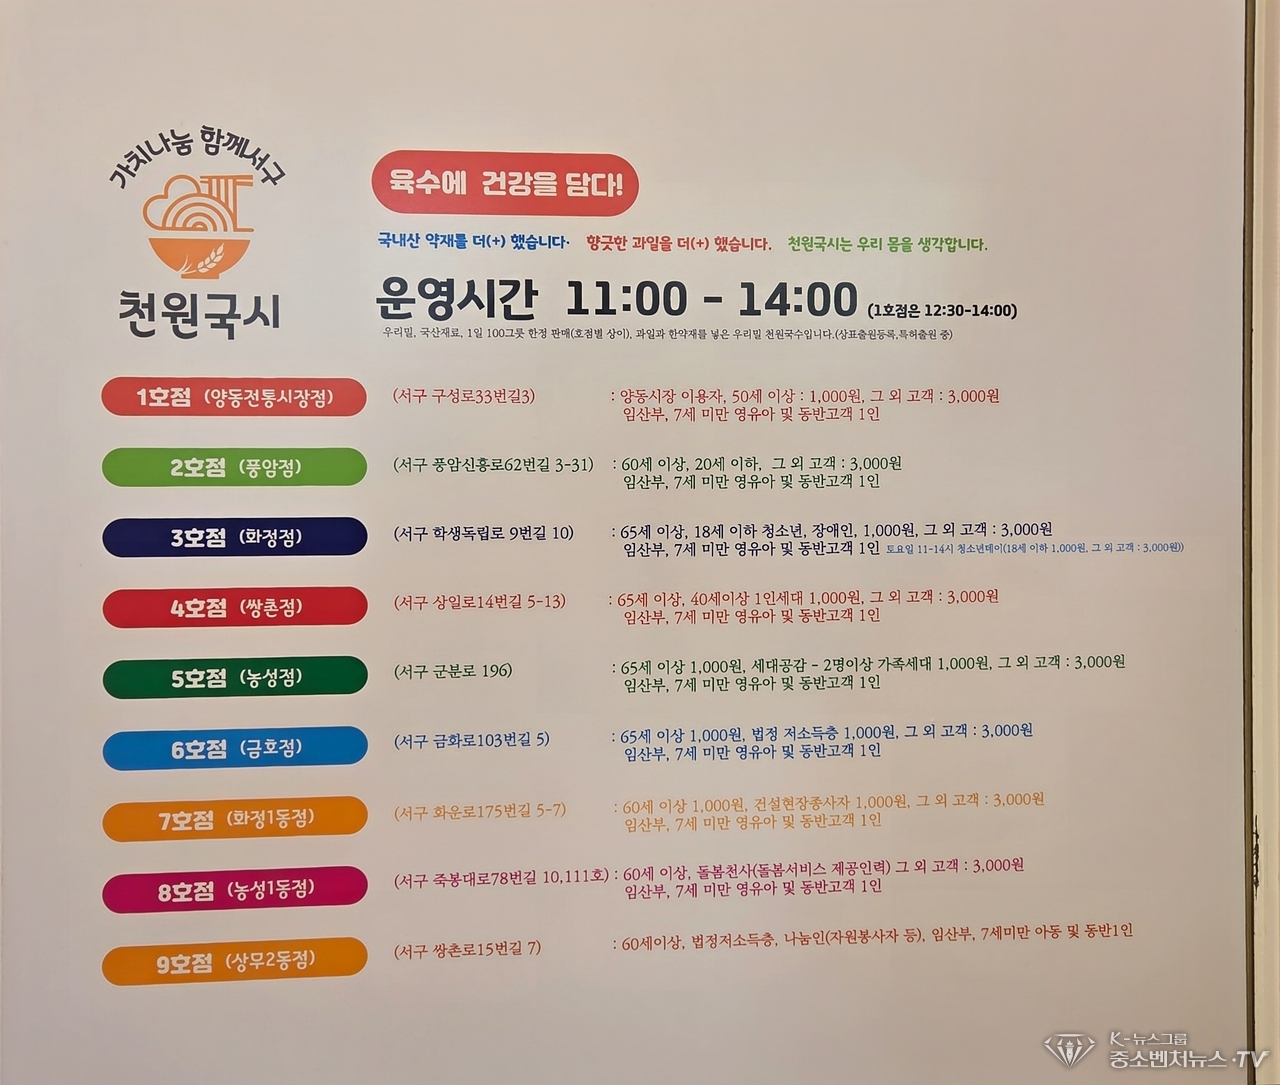 가치나눔 함께서구
천원국시
육수에 건강을 담다!
국내산 약재를 더(+) 했습니다· 향긋한 과일을 더(+) 했습니다. 천원국시는 우리 몸을 생각합니다.
운영시간 11:00 - 14:00 (1호점은 12:30-14:00)
우리밀, 국산재료, 1일 100그릇 한정 판매(호점별 상이), 과일과 한약재를 넣은 우리밀 천원국수입니다.(상표출원등록,특허출원 중)
1호점 (양동전통시장점) (서구 구성로33번길3) : 양동시장 이용자, 50세 이상 : 1,000원, 그 외 고객 : 3,000원
임산부, 7세 미만 영유아 및 동반고객 1인
2호점 (풍암점) (서구 풍암신흥로62번길 3-31) : 60세 이상, 20세 이하, 그 외 고객 : 3,000원
임산부, 7세 미만 영유아 및 동반고객 1인
3호점 (화정점) (서구 학생독립로 9번길 10) : 65세 이상, 18세 이하 청소년, 장애인, 1,000원, 그 외 고객 : 3,000원
임산부, 7세 미만 영유아 및 동반고객 1인 토요일 11-14시 청소년데이(18세 이하 1,000원, 그 외 고객 : 3,000원))
4호점 (쌍촌점) (서구 상일로14번길 5-13) : 65세 이상, 40세이상 1인세대 1,000원, 그 외 고객 : 3,000원
임산부, 7세 미만 영유아 및 동반고객 1인
5호점 (농성점) (서구 군분로 196) : 65세 이상 1,000원, 세대공감 - 2명이상 가족세대 1,000원, 그 외 고객 : 3,000원
임산부, 7세 미만 영유아 및 동반고객 1인
6호점 (금호점) (서구 금화로103번길 5) : 65세 이상 1,000원, 법정 저소득층 1,000원, 그 외 고객 : 3,000원
임산부, 7세 미만 영유아 및 동반고객 1인
7호점 (화정1동점) (서구 화운로175번길 5-7) : 60세 이상 1,000원, 건설현장종사자 1,000원, 그 외 고객 : 3,000원
임산부, 7세 미만 영유아 및 동반고객 1인
8호점 (농성1동점) (서구 죽봉대로78번길 10,111호) : 60세 이상, 돌봄천사(돌봄서비스 제공인력) 그 외 고객 : 3,000원
임산부, 7세 미만 영유아 및 동반고객 1인
9호점 (상무2동점) (서구 쌍촌로15번길 7) : 60세이상, 법정저소득층, 나눔인(자원봉사자 등), 임산부, 7세미만 아동 및 동반1인
K-뉴스그룹
중소벤처뉴스·TV